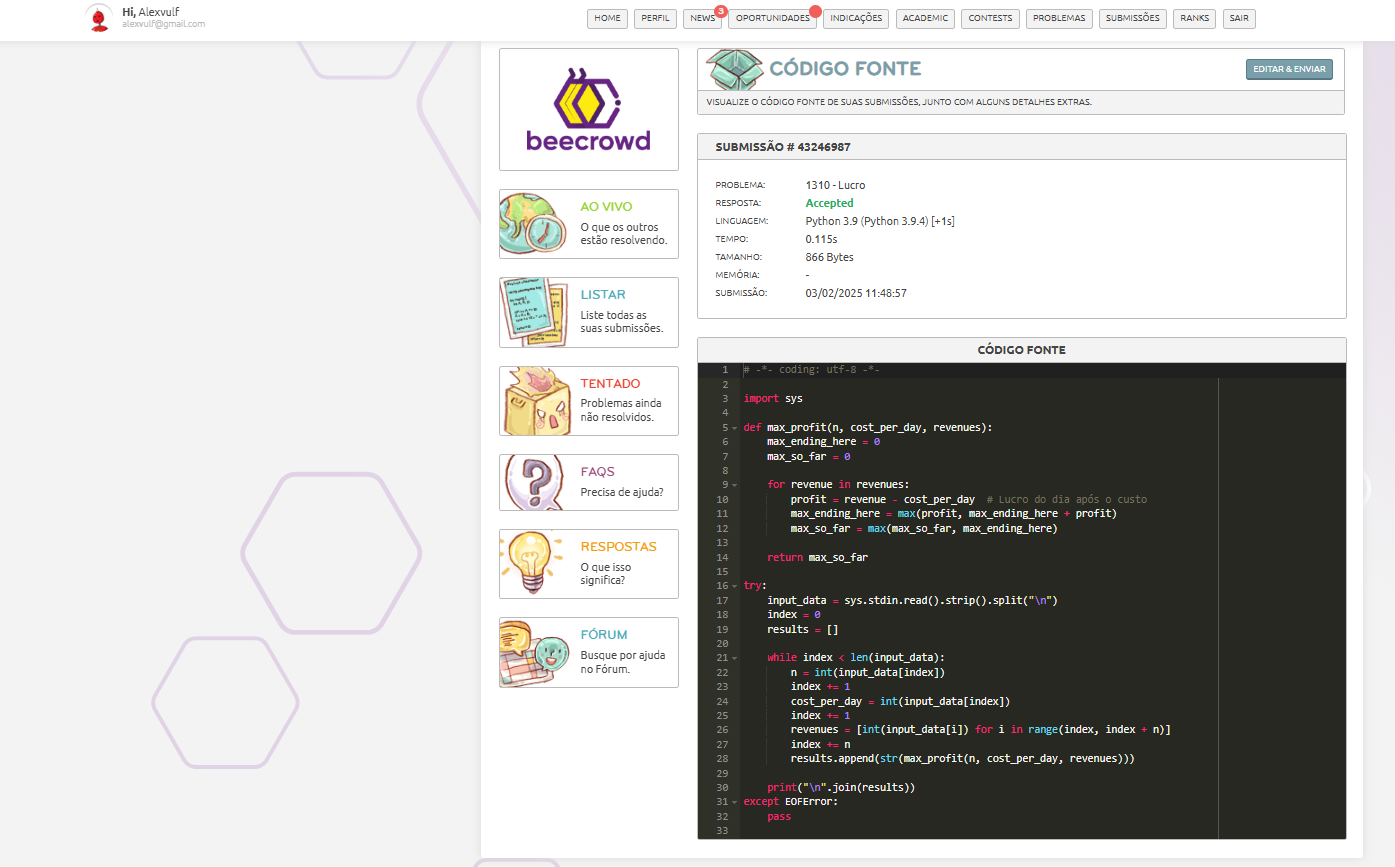 Hi, Alexvulf
alexvulf@gmail.com
HOME PERFIL NEWS 3 OPORTUNIDADES INDICAÇÕES ACADEMIC CONTESTS PROBLEMAS SUBMISSÕES RANKS SAIR
beecrowd
AO VIVO
O que os outros
estão resolvendo.
LISTAR
Liste todas as
suas submissões.
TENTADO
Problemas ainda
não resolvidos.
FAQS
Precisa de ajuda?
RESPOSTAS
O que isso
significa?
FÓRUM
Busque por ajuda
no Fórum.
CÓDIGO FONTE
EDITAR & ENVIAR
VISUALIZE O CÓDIGO FONTE DE SUAS SUBMISSÕES, JUNTO COM ALGUNS DETALHES EXTRAS.
SUBMISSÃO # 43246987
PROBLEMA: 1310 - Lucro
RESPOSTA: Accepted
LINGUAGEM: Python 3.9 (Python 3.9.4) [+1s]
TEMPO: 0.115s
TAMANHO: 866 Bytes
MEMÓRIA: -
SUBMISSÃO: 03/02/2025 11:48:57
CÓDIGO FONTE
1 # -*- coding: utf-8 -*-
2
3 import sys
4
5 def max_profit(n, cost_per_day, revenues):
6     max_ending_here = 0
7     max_so_far = 0
8
9     for revenue in revenues:
10         profit = revenue - cost_per_day  # Lucro do dia após o custo
11         max_ending_here = max(profit, max_ending_here + profit)
12         max_so_far = max(max_so_far, max_ending_here)
13
14     return max_so_far
15
16 try:
17     input_data = sys.stdin.read().strip().split("\n")
18     index = 0
19     results = []
20
21     while index < len(input_data):
22         n = int(input_data[index])
23         index += 1
24         cost_per_day = int(input_data[index])
25         index += 1
26         revenues = [int(input_data[i]) for i in range(index, index + n)]
27         index += n
28         results.append(str(max_profit(n, cost_per_day, revenues)))
29
30     print("\n".join(results))
31 except EOFError:
32     pass
33